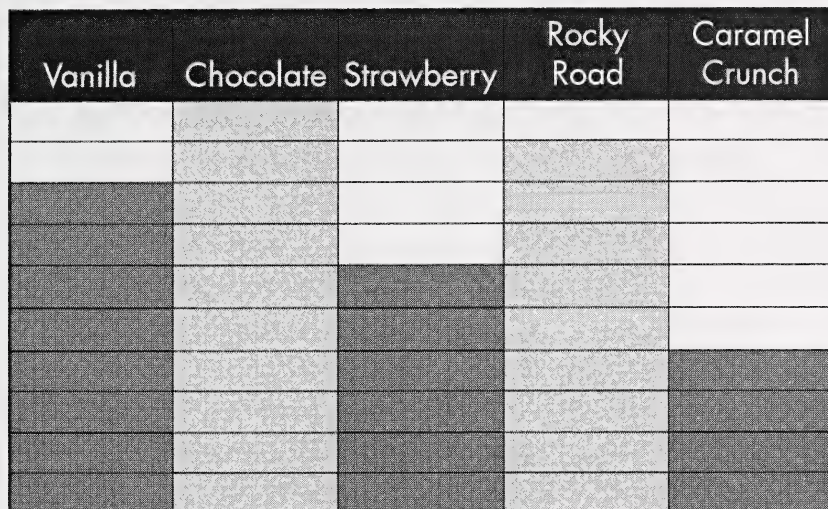 Vanilla
Chocolate
Strawberry
Rocky
Road
Caramel
Crunch